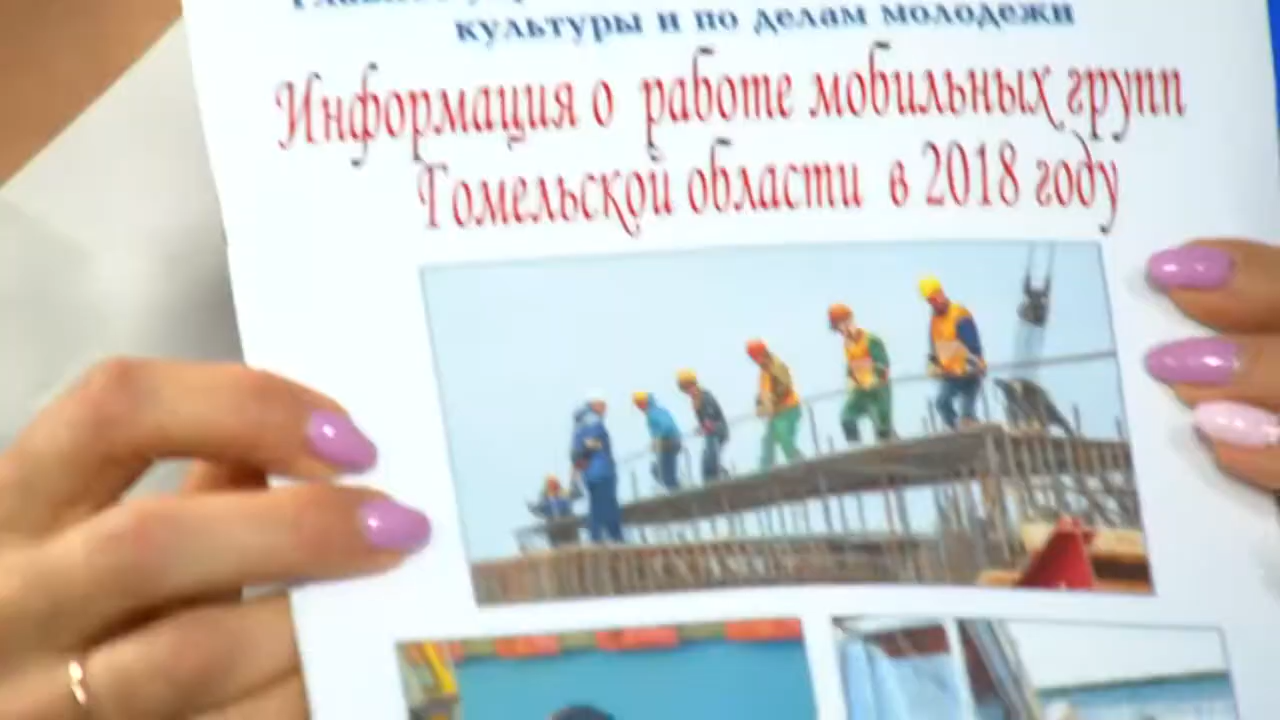 культуры и по делам молодежи
Информация о работе мобильных групп
Гомельской области в 2018 году